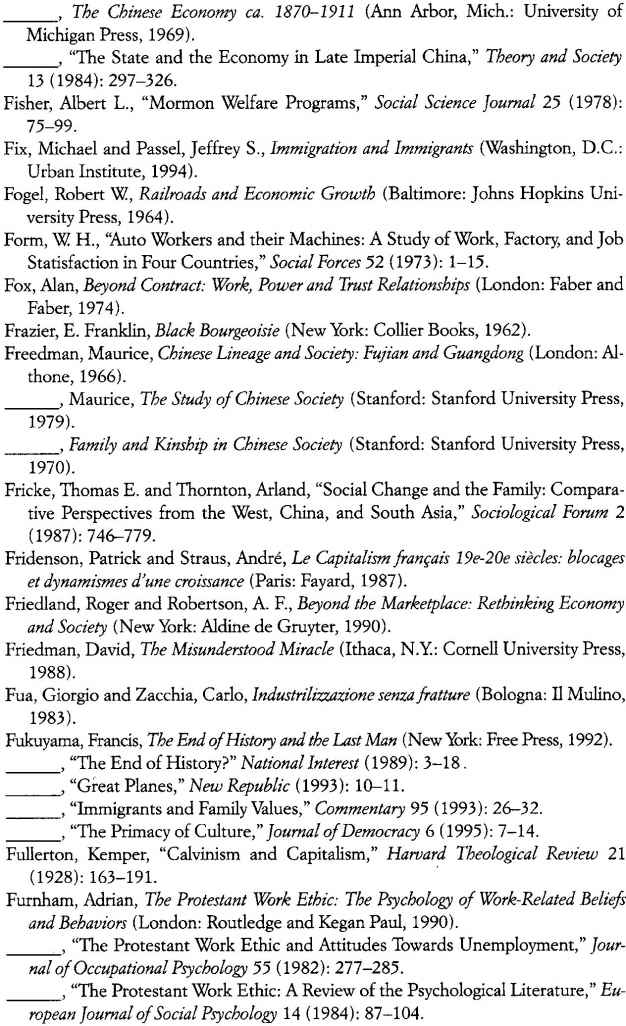 ______, The Chinese Economy ca. 1870–1911 (Ann Arbor, Mich.: University of
Michigan Press, 1969).
______, “The State and the Economy in Late Imperial China,” Theory and Society
13 (1984): 297–326.
Fisher, Albert L., “Mormon Welfare Programs,” Social Science Journal 25 (1978):
75–99.
Fix, Michael and Passel, Jeffrey S., Immigration and Immigrants (Washington, D.C.:
Urban Institute, 1994).
Fogel, Robert W., Railroads and Economic Growth (Baltimore: Johns Hopkins Uni-
versity Press, 1964).
Form, W. H., “Auto Workers and their Machines: A Study of Work, Factory, and Job
Statisfaction in Four Countries,” Social Forces 52 (1973): 1–15.
Fox, Alan, Beyond Contract: Work, Power and Trust Relationships (London: Faber and
Faber, 1974).
Frazier, E. Franklin, Black Bourgeoisie (New York: Collier Books, 1962).
Freedman, Maurice, Chinese Lineage and Society: Fujian and Guangdong (London: Al-
thone, 1966).
______, Maurice, The Study of Chinese Society (Stanford: Stanford University Press,
1979).
______, Family and Kinship in Chinese Society (Stanford: Stanford University Press,
1970).
Fricke, Thomas E. and Thornton, Arland, “Social Change and the Family: Compara-
tive Perspectives from the West, China, and South Asia,” Sociological Forum 2
(1987): 746–779.
Fridenson, Patrick and Straus, André, Le Capitalism français 19e-20e siècles: blocages
et dynamismes d'une croissance (Paris: Fayard, 1987).
Friedland, Roger and Robertson, A. F., Beyond the Marketplace: Rethinking Economy
and Society (New York: Aldine de Gruyter, 1990).
Friedman, David, The Misunderstood Miracle (Ithaca, N.Y.: Cornell University Press,
1988).
Fua, Giorgio and Zacchia, Carlo, Industrilizzazione senza fratture (Bologna: Il Mulino,
1983).
Fukuyama, Francis, The End of History and the Last Man (New York: Free Press, 1992).
______, “The End of History?” National Interest (1989): 3–18.
______, “Great Planes,” New Republic (1993): 10–11.
______, “Immigrants and Family Values,” Commentary 95 (1993): 26–32.
______, “The Primacy of Culture,” Journal of Democracy 6 (1995): 7–14.
Fullerton, Kemper, “Calvinism and Capitalism,” Harvard Theological Review 21
(1928): 163–191.
Furnham, Adrian, The Protestant Work Ethic: The Psychology of Work-Related Beliefs
and Behaviors (London: Routledge and Kegan Paul, 1990).
______, “The Protestant Work Ethic and Attitudes Towards Unemployment,” Jour-
nal of Occupational Psychology 55 (1982): 277–285.
______, “The Protestant Work Ethic: A Review of the Psychological Literature,” Eu-
ropean Journal of Social Psychology 14 (1984): 87–104.